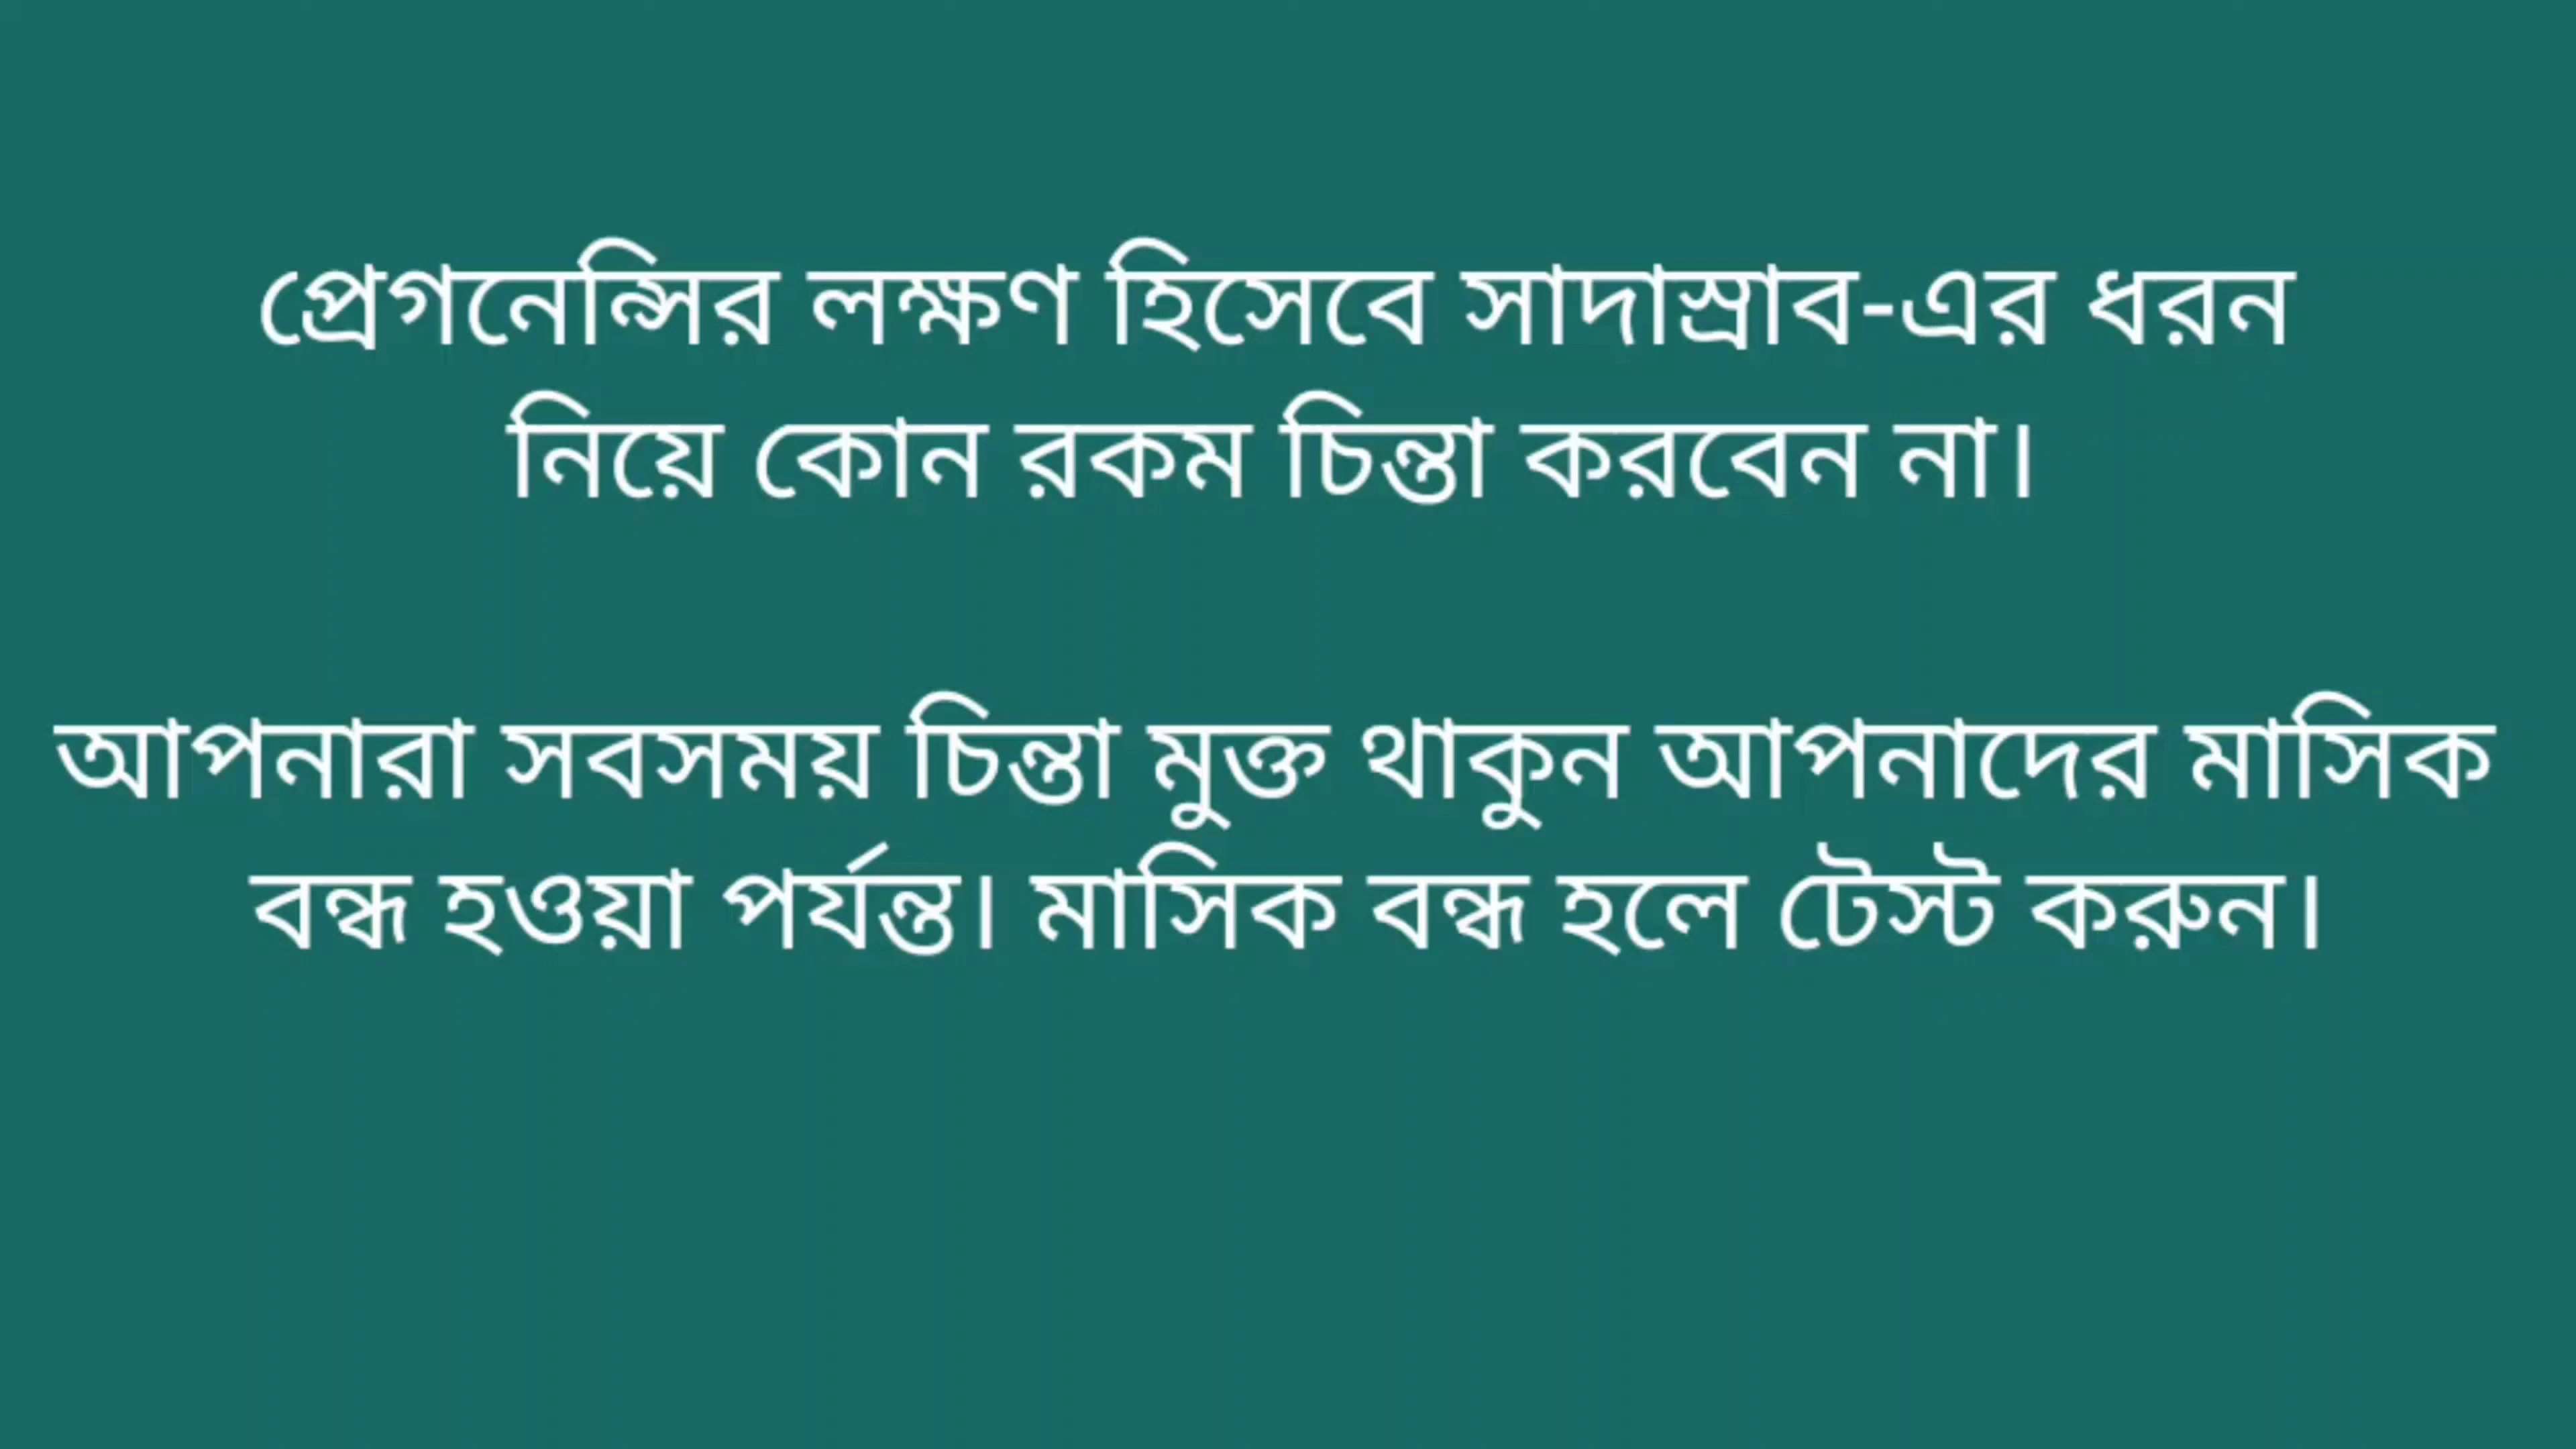 প্রেগনেন্সির লক্ষণ হিসেবে সাদাস্রাব-এর ধরন
নিয়ে কোন রকম চিন্তা করবেন না।
আপনারা সবসময় চিন্তা মুক্ত থাকুন আপনাদের মাসিক
বন্ধ হওয়া পর্যন্ত। মাসিক বন্ধ হলে টেস্ট করুন।